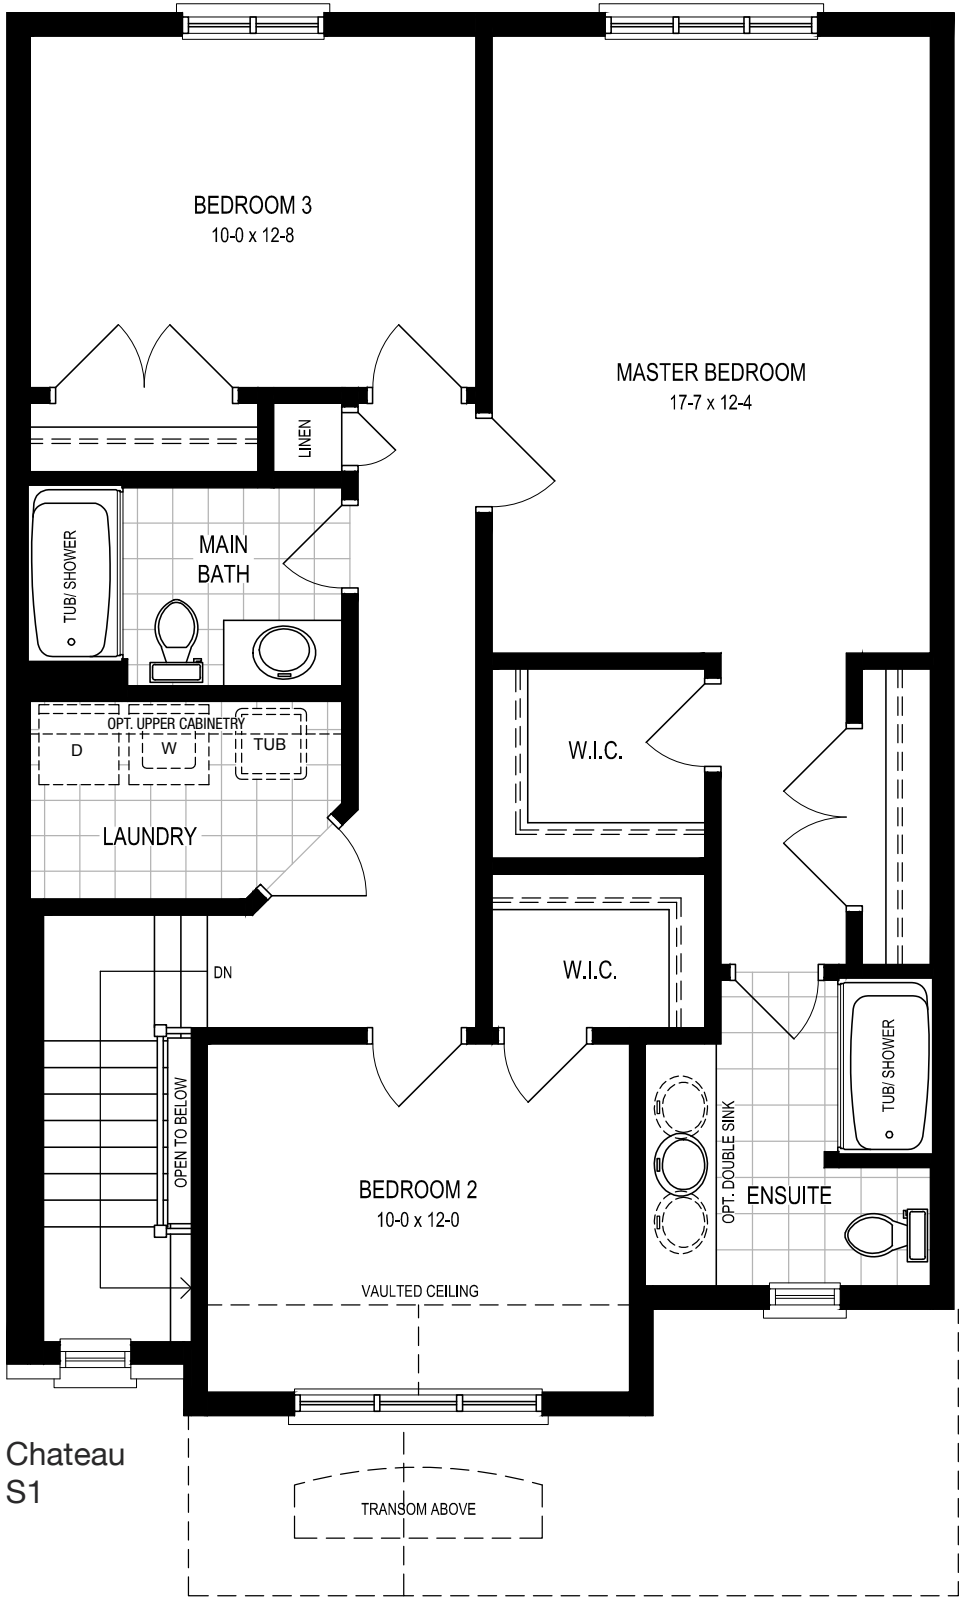 BEDROOM 3
10-0 x 12-8
MASTER BEDROOM
17-7 x 12-4
LINEN
MAIN
BATH
TUB/ SHOWER
OPT. UPPER CABINETRY
D
W
TUB
LAUNDRY
W.I.C.
W.I.C.
DN
OPEN TO BELOW
BEDROOM 2
10-0 x 12-0
VAULTED CEILING
OPT. DOUBLE SINK
ENSUITE
TUB/ SHOWER
TRANSOM ABOVE
Chateau
S1